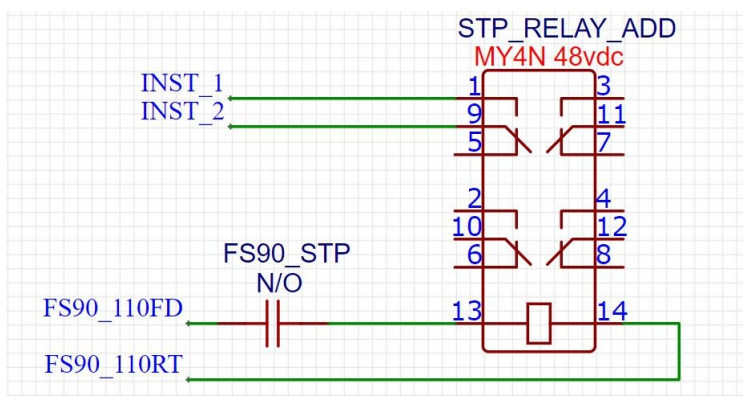 STP_RELAY_ADD
MY4N 48vdc
INST_1
1
3
INST_2
9
11
5
7
2
4
10
12
6
8
FS90_STP
N/O
FS90_110FD
13
14
FS90_110RT